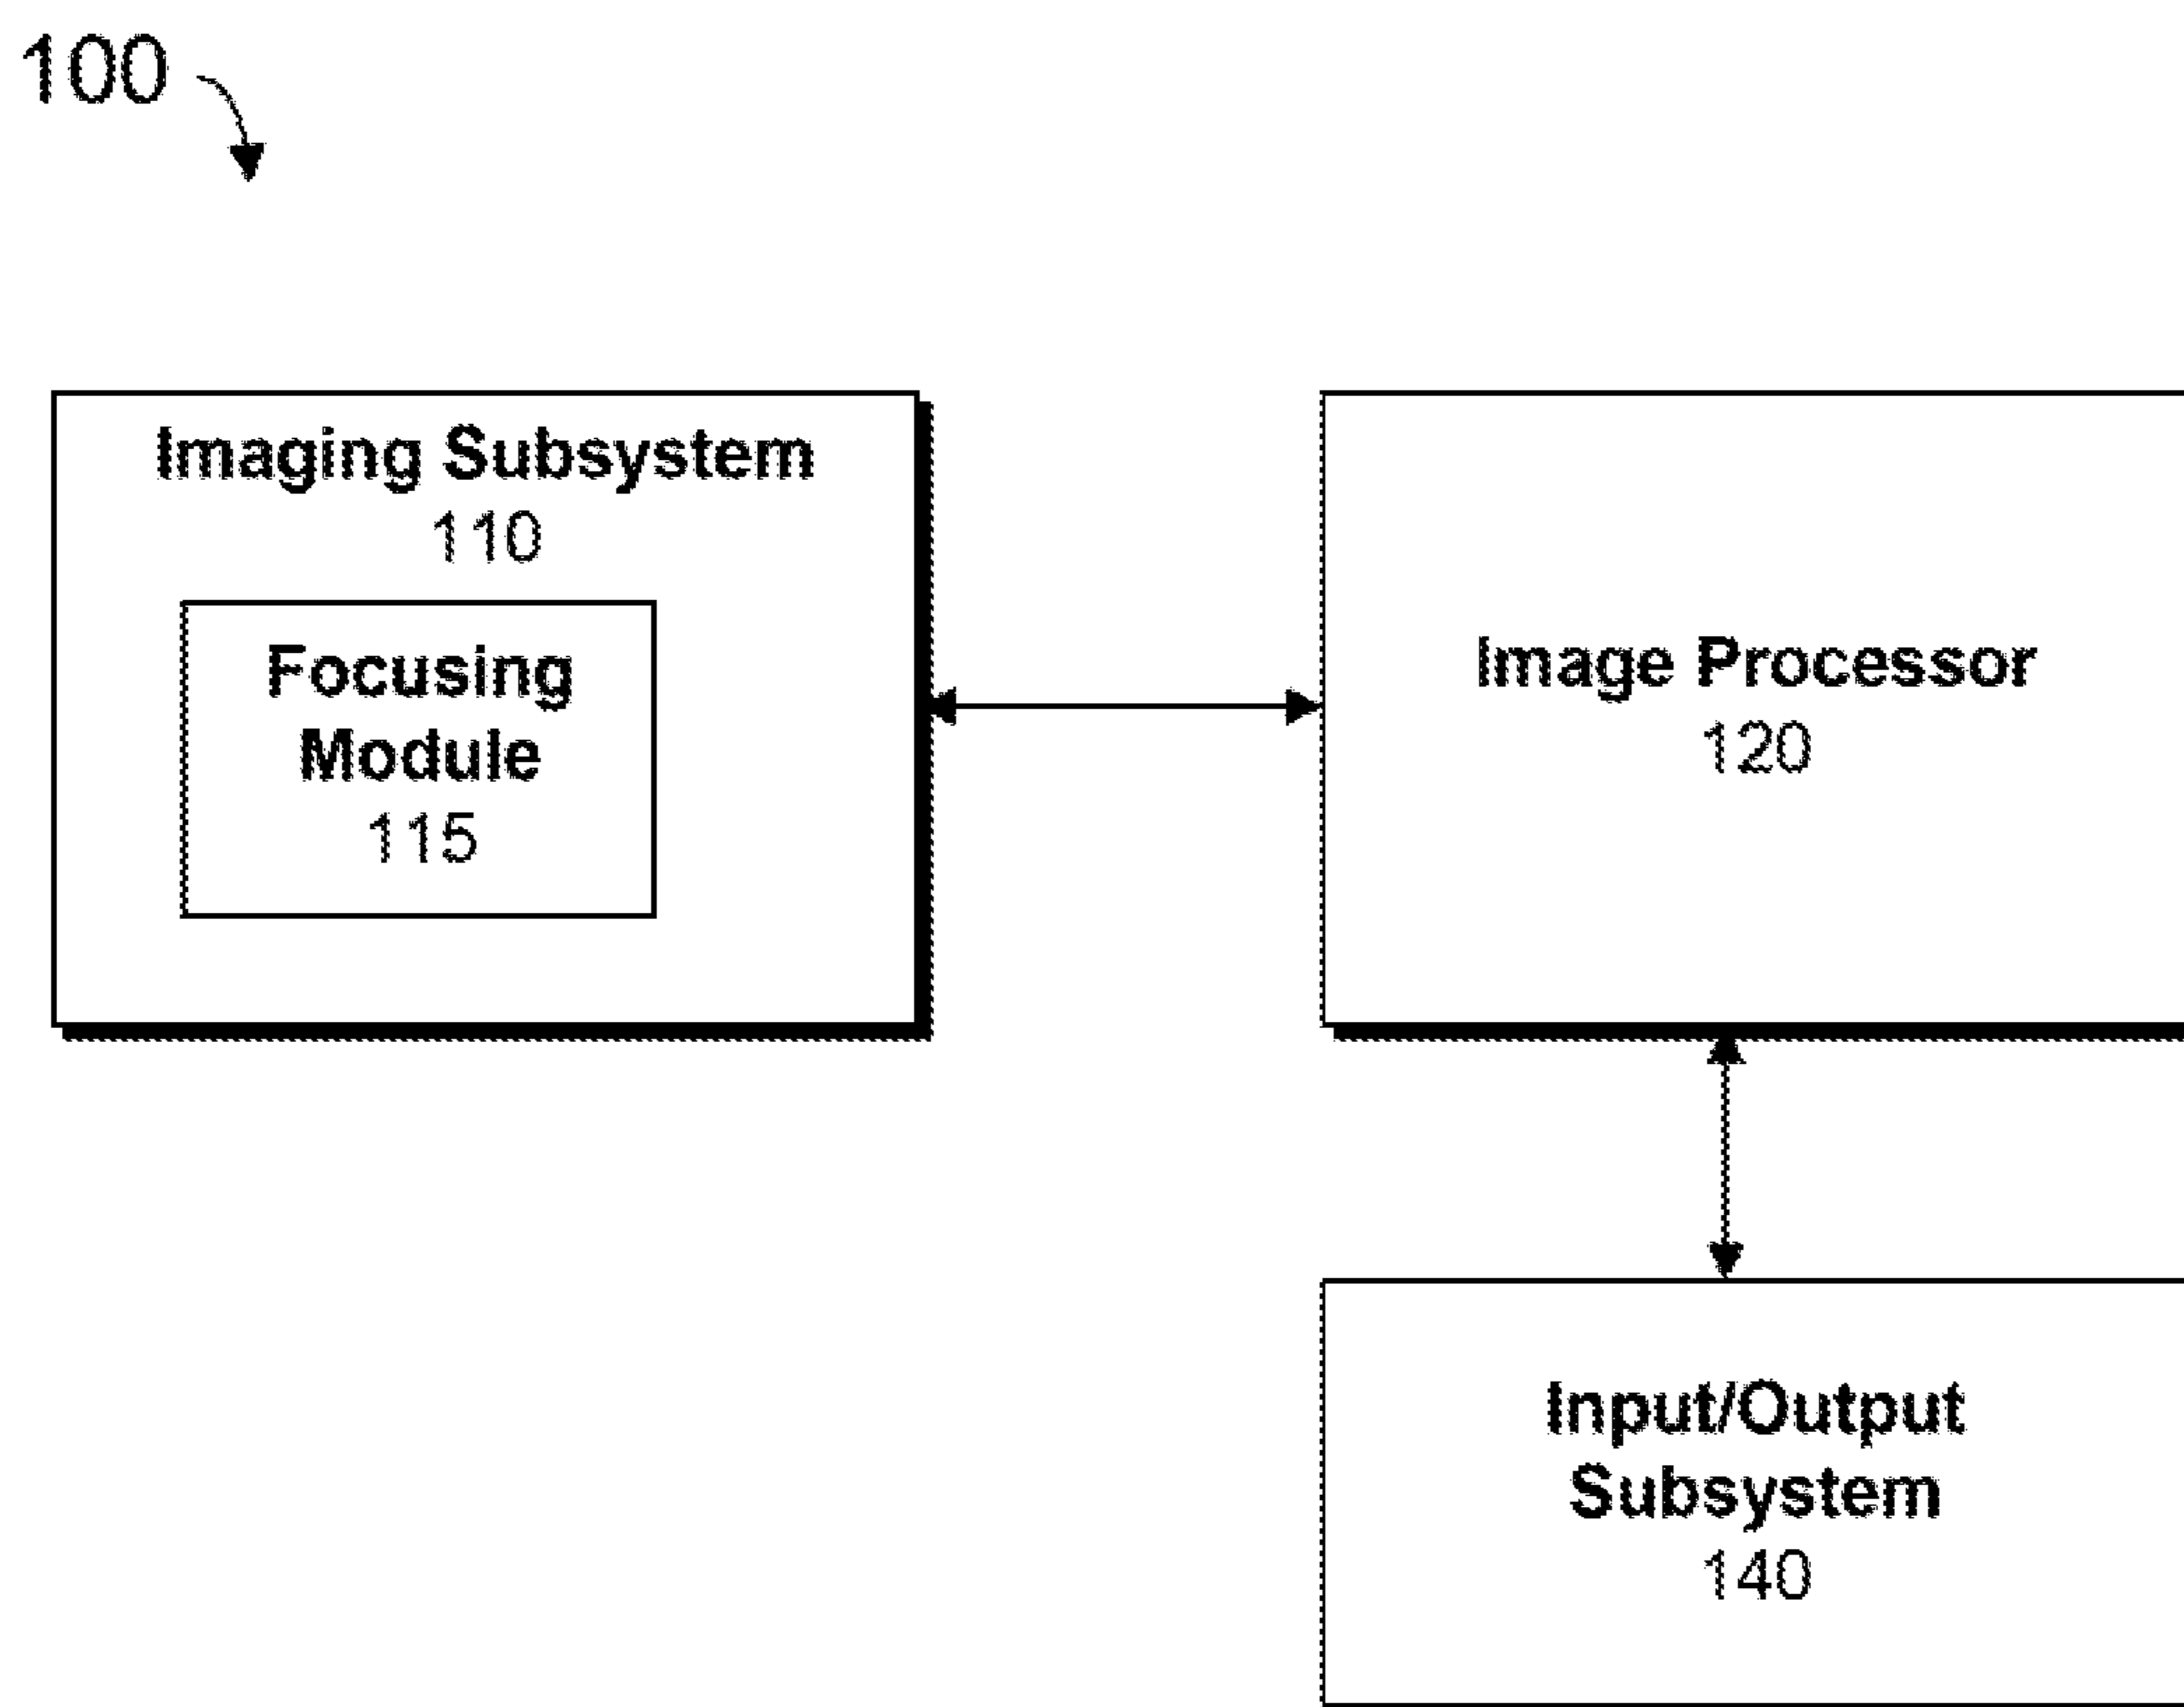 100
Imaging Subsystem
110
Focusing
Module
115
Image Processor
120
Input/Output
Subsystem
140